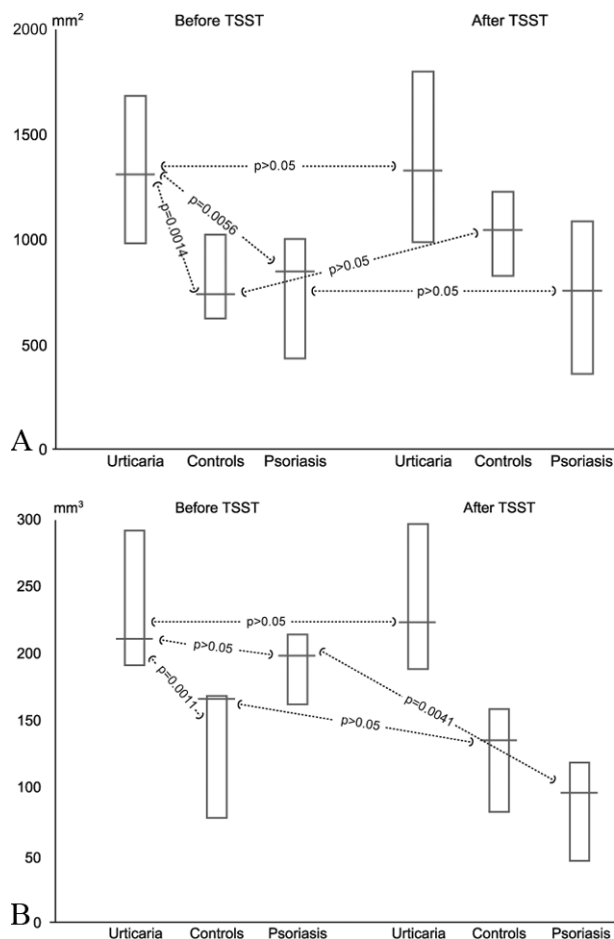 mm²
Before TSST
After TSST
2000
1500
1000
500
0
p>0.05
p=0.0056
p=0.0014
p>0.05
p>0.05
A
Urticaria Controls Psoriasis Urticaria Controls Psoriasis
mm³
Before TSST
After TSST
300
250
200
150
100
50
0
p>0.05
p>0.05
p=0.0011
p>0.05
p=0.0041
B
Urticaria Controls Psoriasis Urticaria Controls Psoriasis